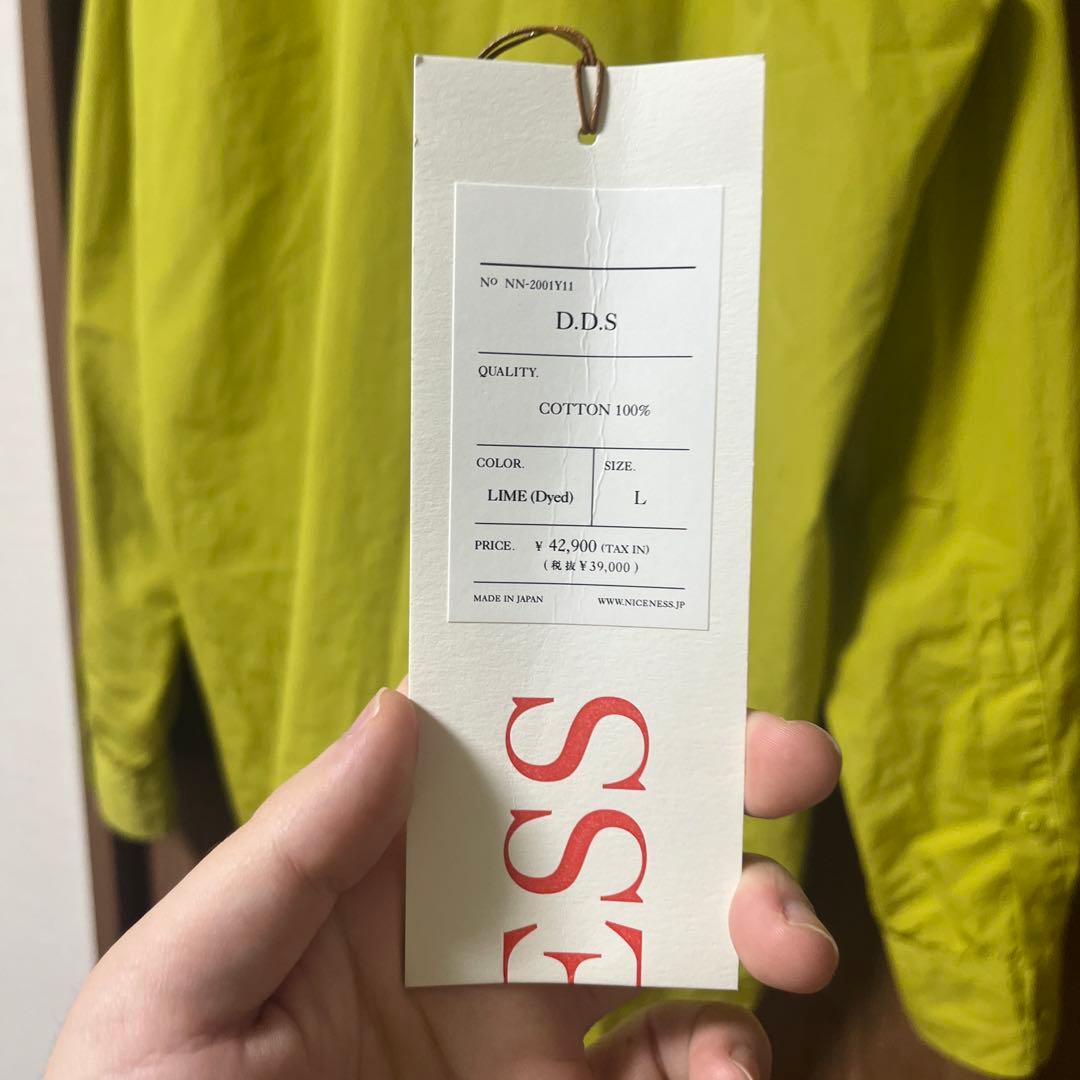 No NN-2001Y11
D.D.S
QUALITY.
COTTON 100%
COLOR.
LIME (Dyed)
SIZE.
L
PRICE. ¥ 42,900 (TAX IN)
(税抜¥39,000)
MADE IN JAPAN WWW.NICENESS.JP
ESS